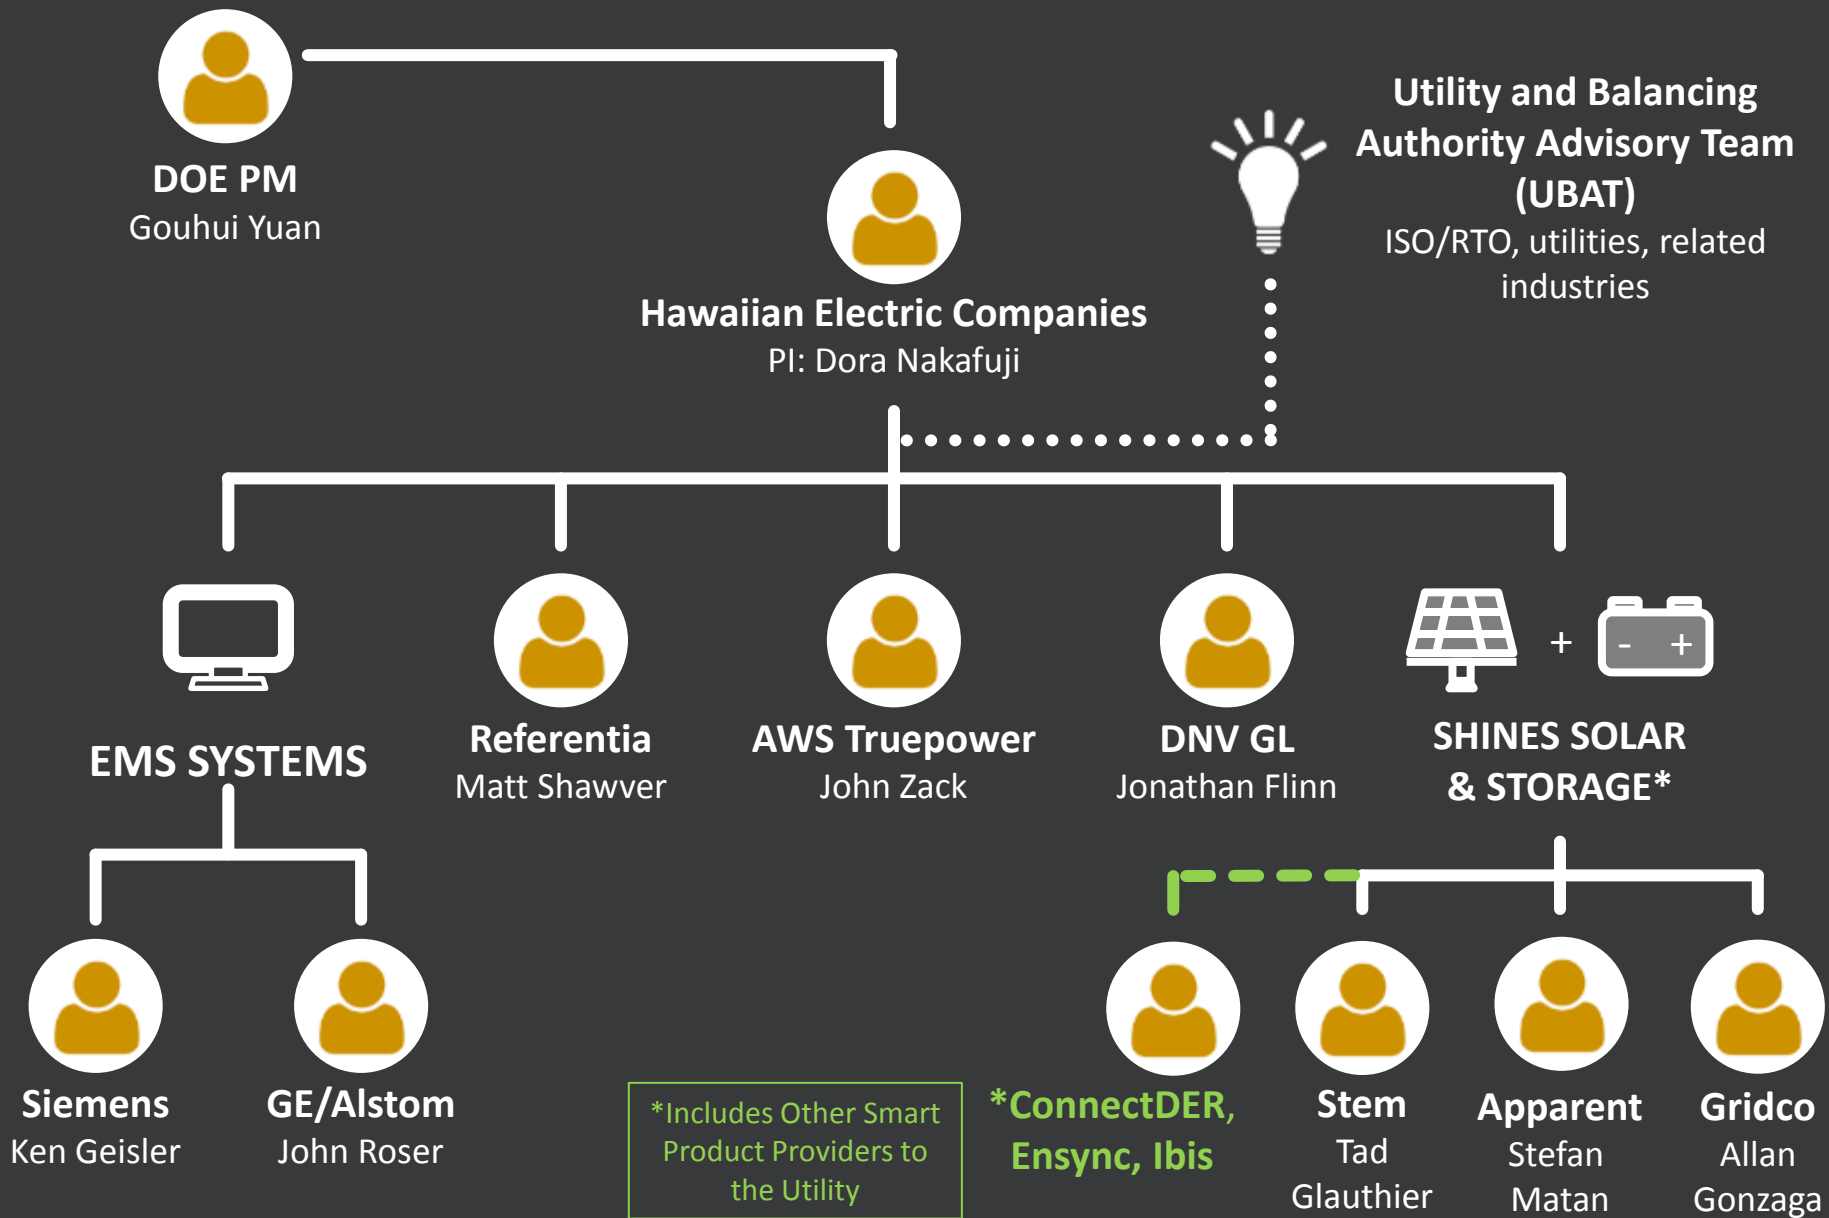 DOE PM
Gouhui Yuan
Hawaiian Electric Companies
PI: Dora Nakafuji
Utility and Balancing
Authority Advisory Team
(UBAT)
ISO/RTO, utilities, related
industries
EMS SYSTEMS
Referentia
Matt Shawver
AWS Truepower
John Zack
DNV GL
Jonathan Flinn
+
- +
SHINES SOLAR
& STORAGE*
Siemens
Ken Geisler
GE/Alstom
John Roser
*Includes Other Smart
Product Providers to
the Utility
*ConnectDER,
Ensync, Ibis
Stem
Tad
Glauthier
Apparent
Stefan
Matan
Gridco
Allan
Gonzaga